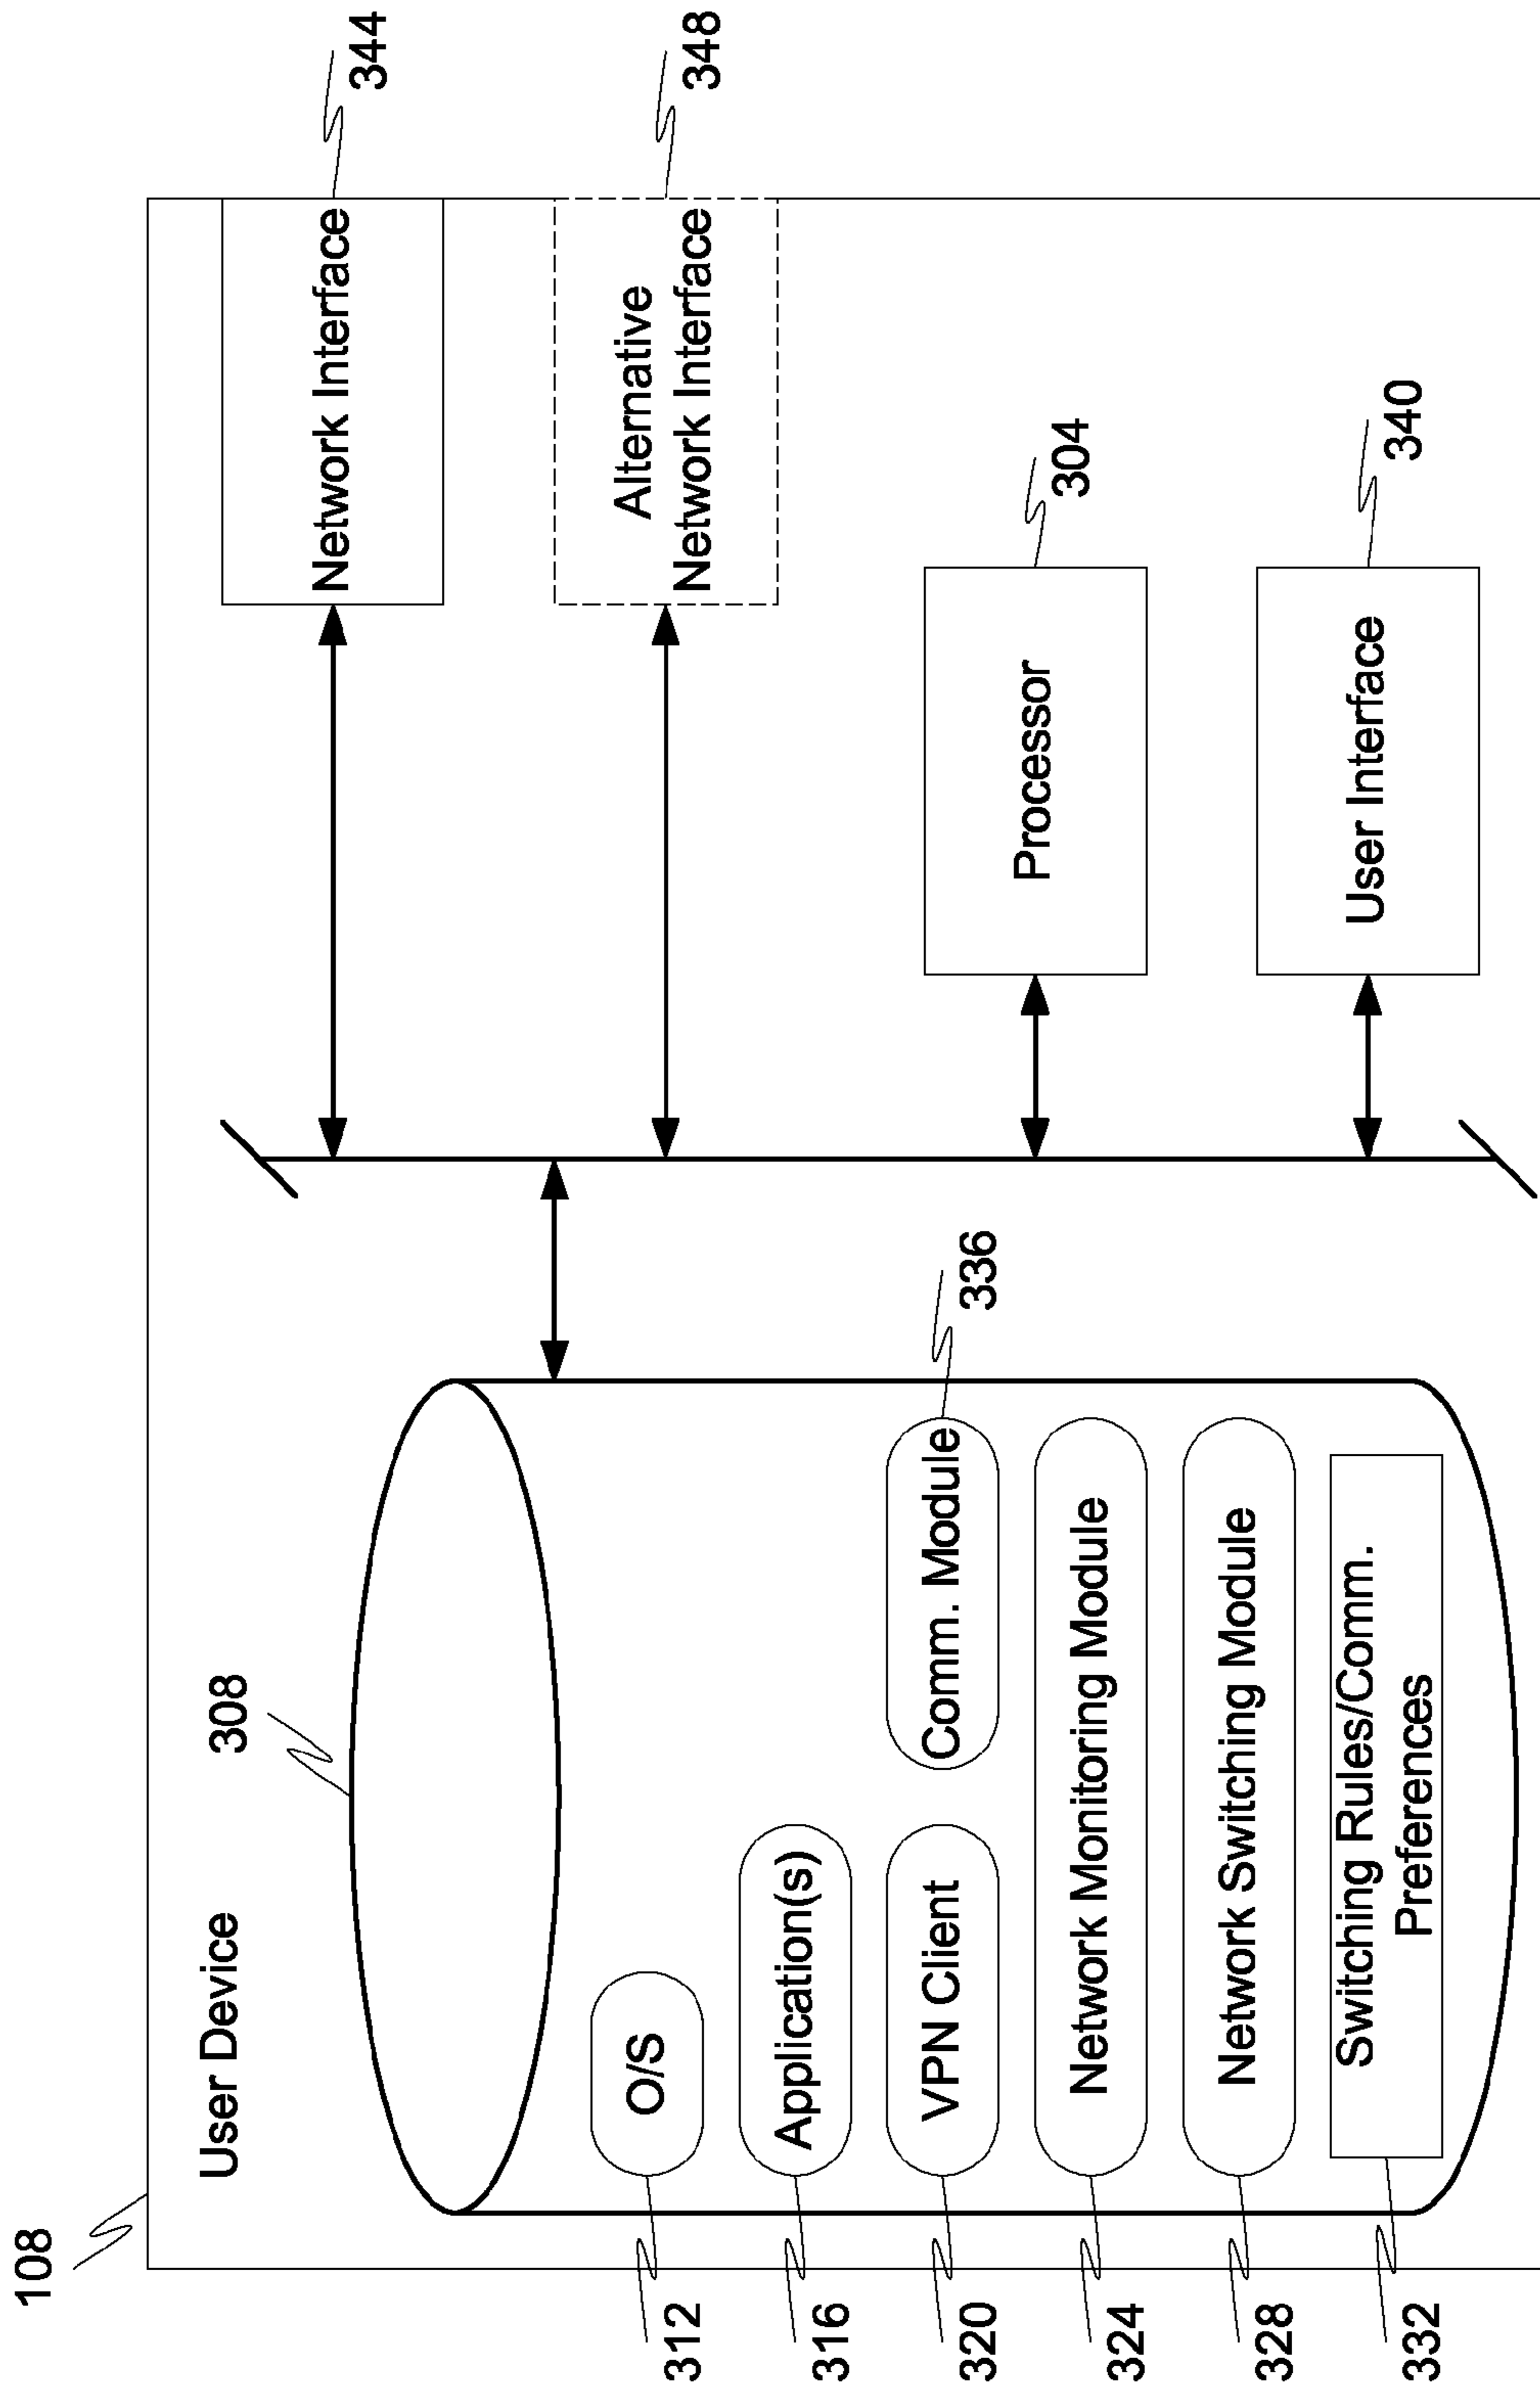 108
User Device
308
312
O/S
316
Application(s)
320
VPN Client
Comm. Module
336
324
Network Monitoring Module
328
Network Switching Module
332
Switching Rules/Comm.
Preferences
Network Interface
344
Alternative
Network Interface
348
Processor
304
User Interface
340